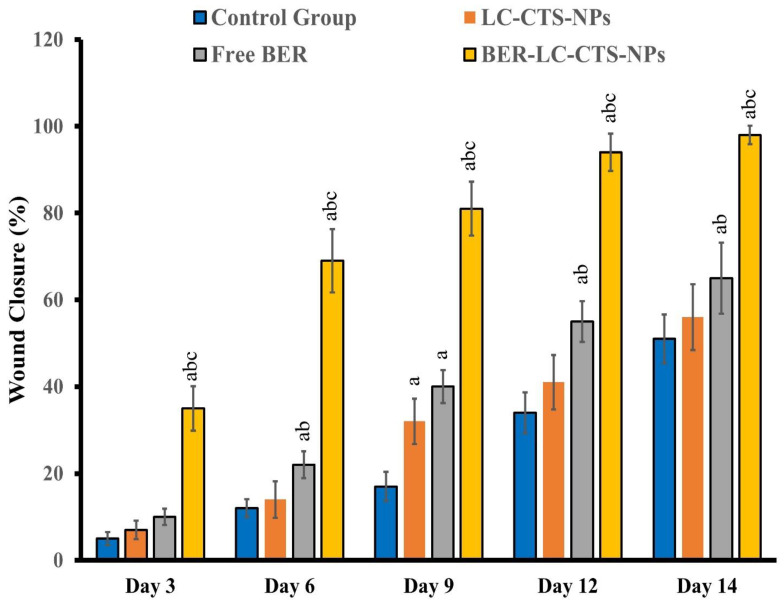 Control Group LC-CTS-NPs
Free BER BER-LC-CTS-NPs
Wound Closure (%)
120
100
80
60
40
20
0
abc
abc
ab
abc
a
a
abc
ab
abc
ab
Day 3 Day 6 Day 9 Day 12 Day 14